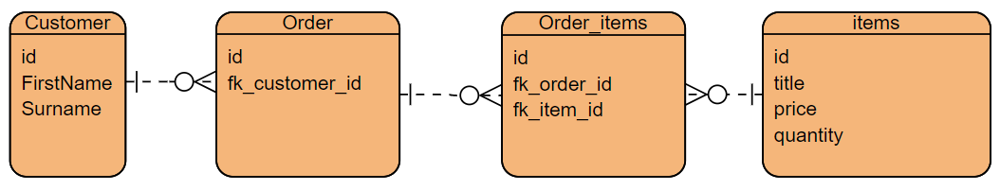 Customer
id
FirstName
Surname
Order
id
fk_customer_id
Order_items
id
fk_order_id
fk_item_id
items
id
title
price
quantity